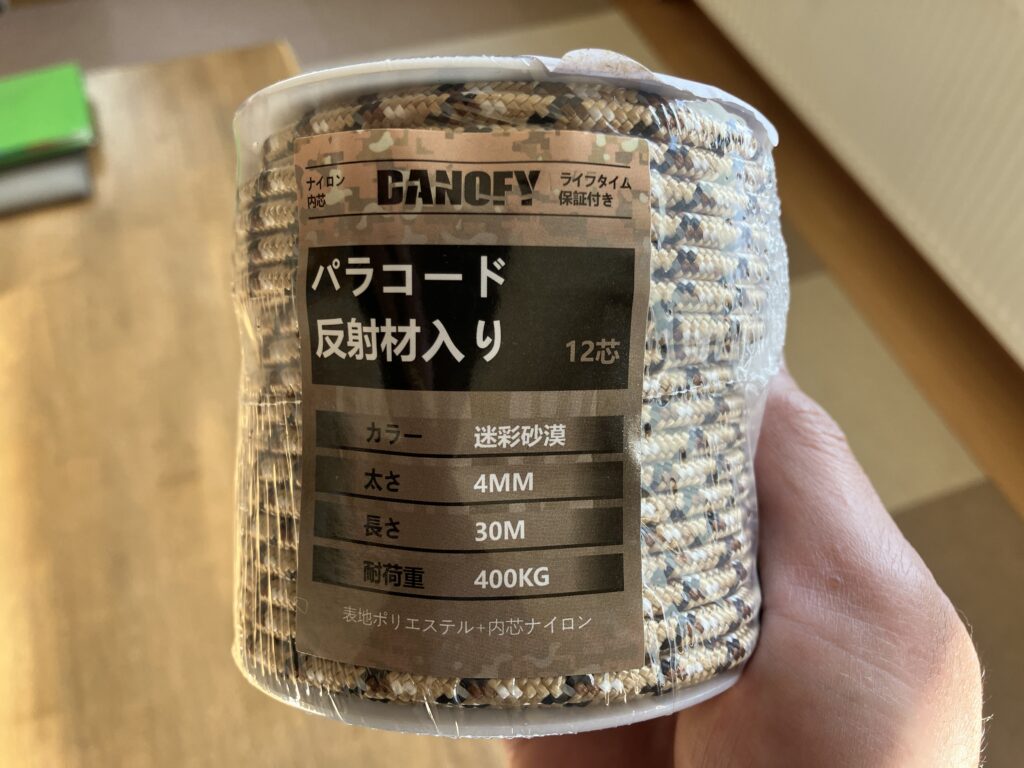 ナイロン
内芯
DANOFY
ライフタイム
保証付き
パラコード
反射材入り
12芯
カラー 迷彩砂漠
太さ 4MM
長さ 30M
耐荷重 400KG
表地ポリエステル+内芯ナイロン